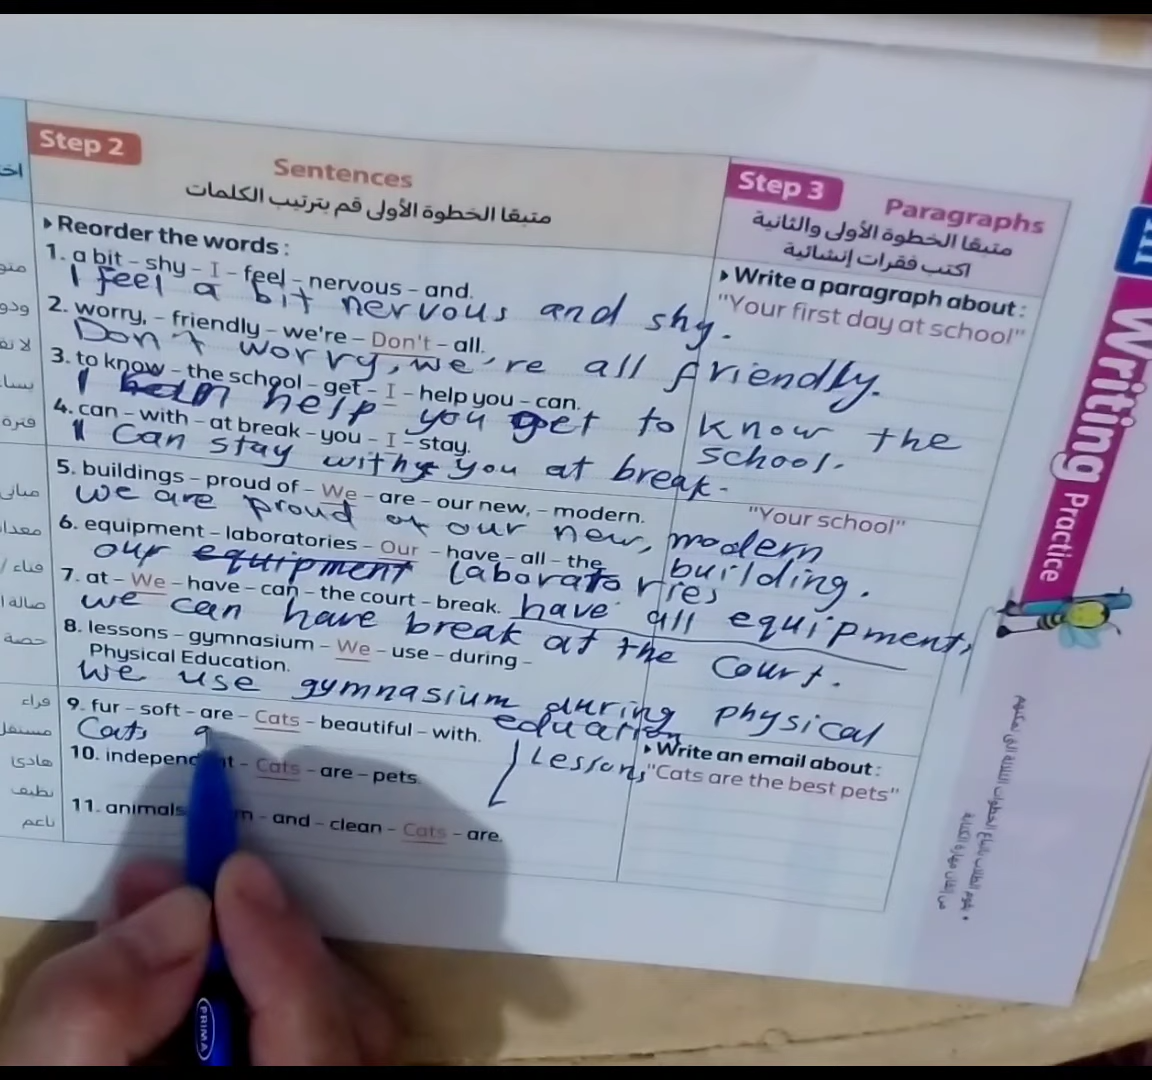 Step 2
Sentences
متبقا الخطوة الأولى قم بترتيب الكلمات
Reorder the words :
1. a bit – shy – I – feel – nervous – and.
I feel a bit nervous and shy.
2. worry, – friendly – we're – Don't – all.
Don't worry, we're all friendly.
3. to know – the school – get – I – help you – can.
I help you get to know the
school.
4. can – with – at break – you – I – stay.
I can stay with you at break.
5. buildings – proud of – We – are – our new, – modern.
we are proud of our new, modern
building.
6. equipment – laboratories – Our – have – all – the
our equipment laboratories
have all equipment,
7. at – We – have – can – the court – break.
we can have break at the court.
8. lessons – gymnasium – We – use – during –
Physical Education.
we use gymnasium during physical
eduation
Lessons
9. fur – soft – are – Cats – beautiful – with.
Cats a
10. independent – Cats – are – pets.
11. animals – and – clean – Cats – are.
Step 3
Paragraphs
متبقا الخطوة الأولى والثانية
اكتب فقرات إنشائية
Write a paragraph about :
"Your first day at school"
"Your school"
Write an email about :
"Cats are the best pets"
Writing Practice
فترة
حصة
فراء
نظيف
ناعم
PRIMA